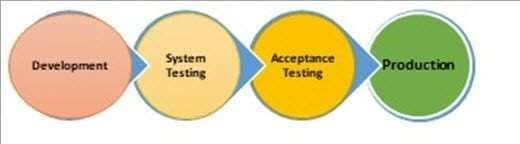 Development
System
Testing
Acceptance
Testing
Production